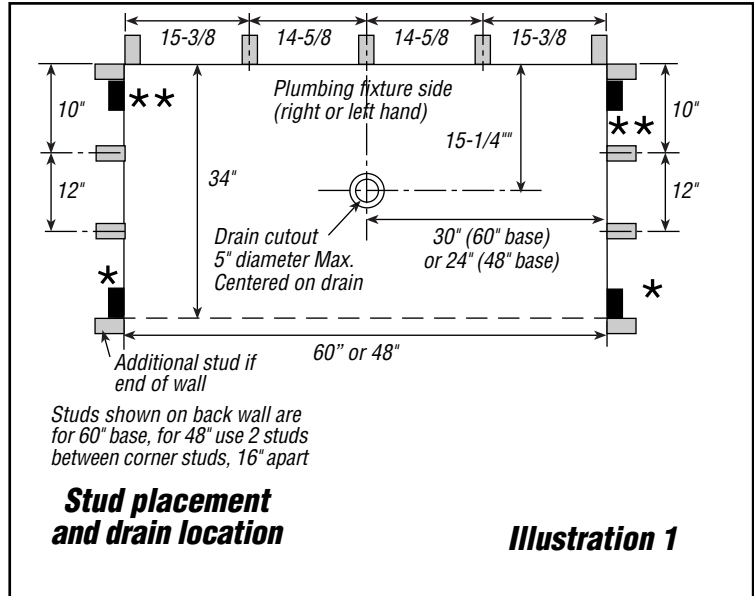 15-3/8 14-5/8 14-5/8 15-3/8
Plumbing fixture side
(right or left hand)
10"
**
15-1/4""
10"
**
12"
34"
12"
Drain cutout
5" diameter Max.
Centered on drain
30" (60" base)
or 24" (48" base)
*
*
60” or 48"
Additional stud if
end of wall
Studs shown on back wall are
for 60" base, for 48" use 2 studs
between corner studs, 16" apart
Stud placement
and drain location
Illustration 1